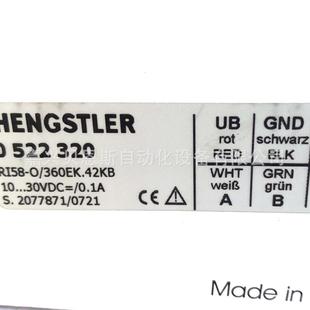 HENGSTLER
0 522 320
RI58-O/360EK.42KB
10...30VDC=/0.1A
S. 2077871/0721
UB
rot
RED
GND
schwarz
BLK
WHT
weiß
A
GRN
grün
B
Made in